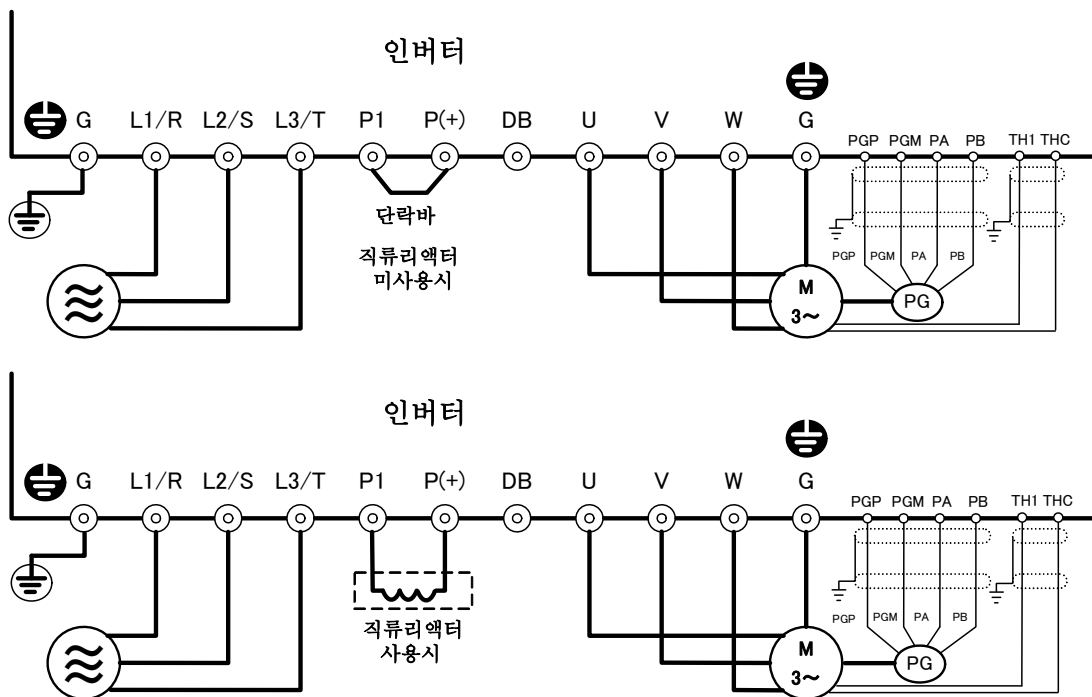 인버터
G L1/R L2/S L3/T P1 P(+) DB U V W G
PGP PGM PA PB TH1 THC
단락바
직류리액터
미사용시
PGP PGM PA PB
M
3~
PG
인버터
G L1/R L2/S L3/T P1 P(+) DB U V W G
PGP PGM PA PB TH1 THC
직류리액터
사용시
PGP PGM PA PB
M
3~
PG